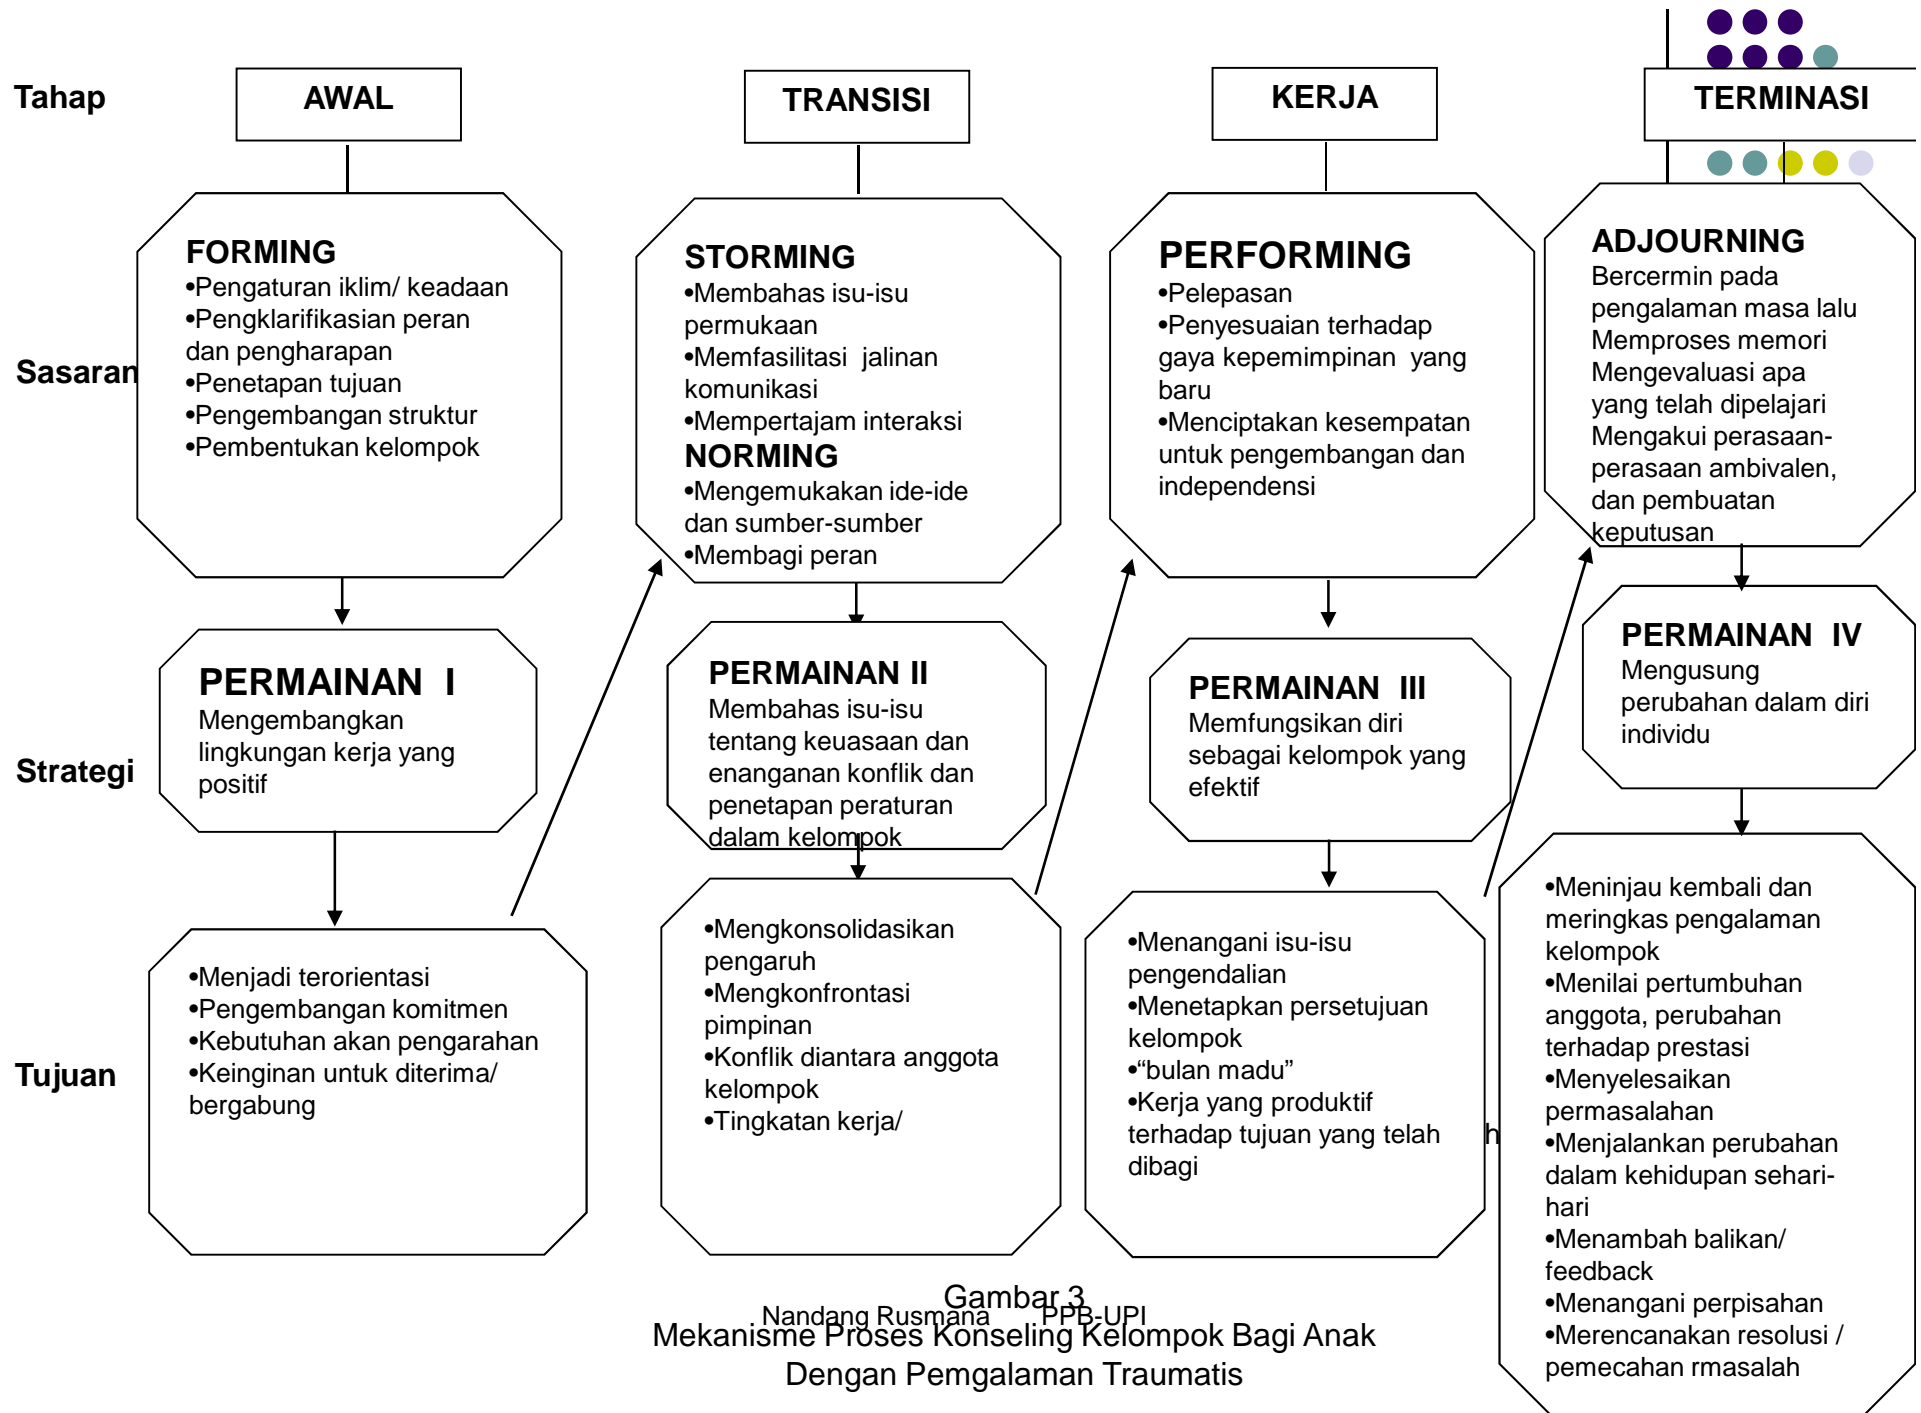 Tahap
AWAL
TRANSISI
KERJA
TERMINASI
Sasaran
FORMING
•Pengaturan iklim/ keadaan
•Pengklarifikasian peran
dan pengharapan
•Penetapan tujuan
•Pengembangan struktur
•Pembentukan kelompok
STORMING
•Membahas isu-isu
permukaan
•Memfasilitasi jalinan
komunikasi
•Mempertajam interaksi
NORMING
•Mengemukakan ide-ide
dan sumber-sumber
•Membagi peran
PERFORMING
•Pelepasan
•Penyesuaian terhadap
gaya kepemimpinan yang
baru
•Menciptakan kesempatan
untuk pengembangan dan
independensi
ADJOURNING
Bercermin pada
pengalaman masa lalu
Memproses memori
Mengevaluasi apa
yang telah dipelajari
Mengakui perasaan-
perasaan ambivalen,
dan pembuatan
keputusan
Strategi
PERMAINAN I
Mengembangkan
lingkungan kerja yang
positif
PERMAINAN II
Membahas isu-isu
tentang keuasaan dan
enanganan konflik dan
penetapan peraturan
dalam kelompok
PERMAINAN III
Memfungsikan diri
sebagai kelompok yang
efektif
PERMAINAN IV
Mengusung
perubahan dalam diri
individu
Tujuan
•Menjadi terorientasi
•Pengembangan komitmen
•Kebutuhan akan pengarahan
•Keinginan untuk diterima/
bergabung
•Mengkonsolidasikan
pengaruh
•Mengkonfrontasi
pimpinan
•Konflik diantara anggota
kelompok
•Tingkatan kerja/
•Menangani isu-isu
pengendalian
•Menetapkan persetujuan
kelompok
•“bulan madu”
•Kerja yang produktif
terhadap tujuan yang telah
dibagi
h
•Meninjau kembali dan
meringkas pengalaman
kelompok
•Menilai pertumbuhan
anggota, perubahan
terhadap prestasi
•Menyelesaikan
permasalahan
•Menjalankan perubahan
dalam kehidupan sehari-
hari
•Menambah balikan/
feedback
•Menangani perpisahan
•Merencanakan resolusi /
pemecahan rmasalah
Gambar 3
Nandang Rusmana PPB-UPI
Mekanisme Proses Konseling Kelompok Bagi Anak
Dengan Pemgalaman Traumatis